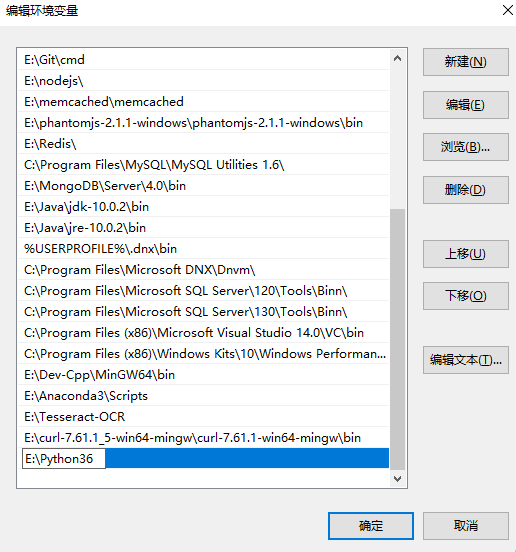 编辑环境变量
E:\Git\cmd
E:\nodejs\
E:\memcached\memcached
E:\phantomjs-2.1.1-windows\phantomjs-2.1.1-windows\bin
E:\Redis\
C:\Program Files\MySQL\MySQL Utilities 1.6\
E:\MongoDB\Server\4.0\bin
E:\Java\jdk-10.0.2\bin
E:\Java\jre-10.0.2\bin
%USERPROFILE%\.dnx\bin
C:\Program Files\Microsoft DNX\Dnvm\
C:\Program Files\Microsoft SQL Server\120\Tools\Binn\
C:\Program Files\Microsoft SQL Server\130\Tools\Binn\
C:\Program Files (x86)\Microsoft Visual Studio 14.0\VC\bin
C:\Program Files (x86)\Windows Kits\10\Windows Performan...
E:\Dev-Cpp\MinGW64\bin
E:\Anaconda3\Scripts
E:\Tesseract-OCR
E:\curl-7.61.1_5-win64-mingw\curl-7.61.1-win64-mingw\bin
E:\Python36
新建(N)
编辑(E)
浏览(B)...
删除(D)
上移(U)
下移(O)
编辑文本(T)...
确定
取消